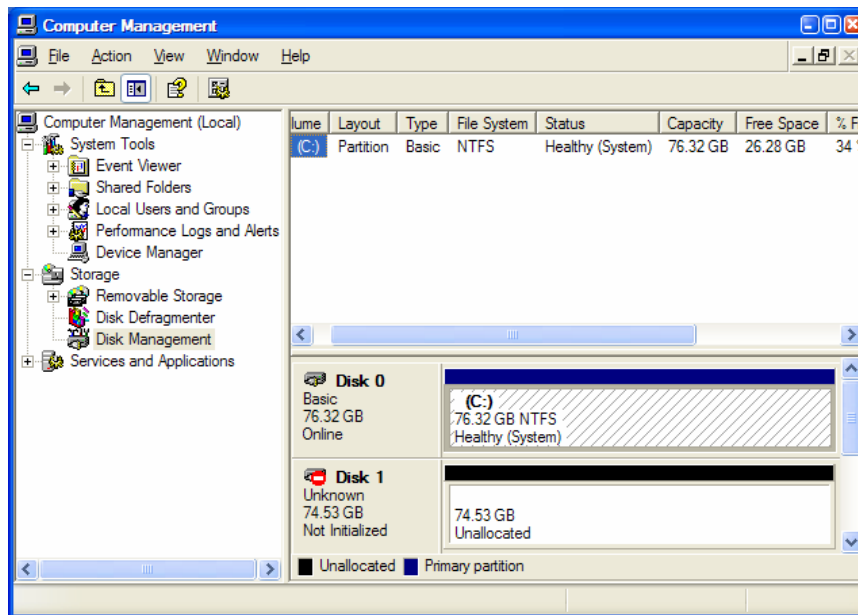 Computer Management
File Action View Window Help
Computer Management (Local)
System Tools
Event Viewer
Shared Folders
Local Users and Groups
Performance Logs and Alerts
Device Manager
Storage
Removable Storage
Disk Defragmenter
Disk Management
Services and Applications
lume Layout Type File System Status Capacity Free Space % F
(C:) Partition Basic NTFS Healthy (System) 76.32 GB 26.28 GB 34
Disk 0
Basic
76.32 GB
Online
(C:)
76.32 GB NTFS
Healthy (System)
Disk 1
Unknown
74.53 GB
Not Initialized
74.53 GB
Unallocated
Unallocated Primary partition